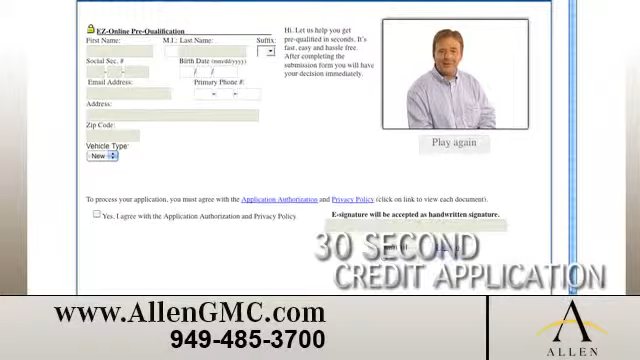 EZ-Online Pre-Qualification
First Name: M.I.: Last Name: Suffix:
Social Sec. # Birth Date (mm/dd/yyyy)
Email Address: Primary Phone #:
Address:
Zip Code:
Vehicle Type:
New
Hi. Let us help you get
pre-qualified in seconds. It's
fast, easy and hassle free.
After completing the
submission form you will have
your decision immediately.
Play again
To process your application, you must agree with the Application Authorization and Privacy Policy (click on link to view each document).
Yes, I agree with the Application Authorization and Privacy Policy.
E-signature will be accepted as handwritten signature.
30 SECOND
CREDIT APPLICATION
www.AllenGMC.com
949-485-3700
A
ALLEN